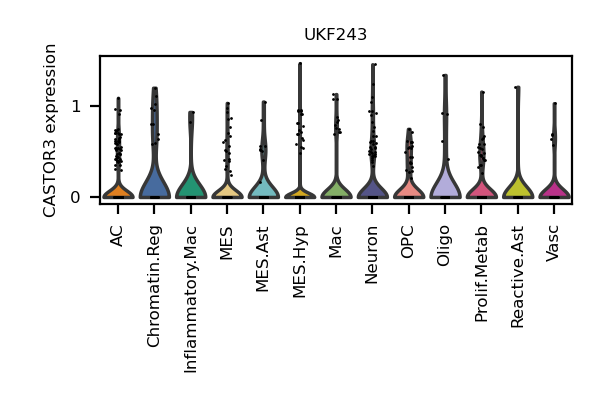 UKF243
CASTOR3 expression
1
0
AC
Chromatin.Reg
Inflammatory.Mac
MES
MES.Ast
MES.Hyp
Mac
Neuron
OPC
Oligo
Prolif.Metab
Reactive.Ast
Vasc